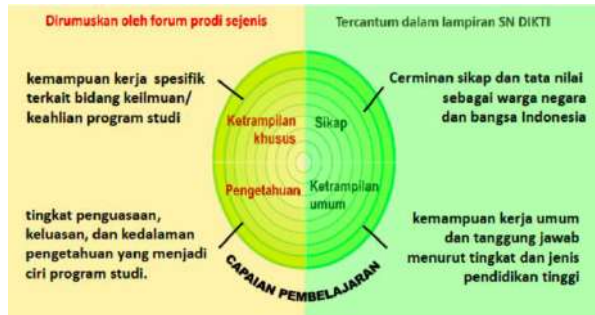 Dirumuskan oleh forum prodi sejenis
Tercantum dalam lampiran SN DIKTI
kemampuan kerja spesifik
terkait bidang keilmuan/
keahlian program studi
Cerminan sikap dan tata nilai
sebagai warga negara
dan bangsa Indonesia
Ketrampilan
khusus
Sikap
Pengetahuan
Ketrampilan
umum
tingkat penguasaan,
keluasan, dan kedalaman
pengetahuan yang menjadi
ciri program studi.
kemampuan kerja umum
dan tanggung jawab
menurut tingkat dan jenis
pendidikan tinggi
CAPAIAN PEMBELAJARAN